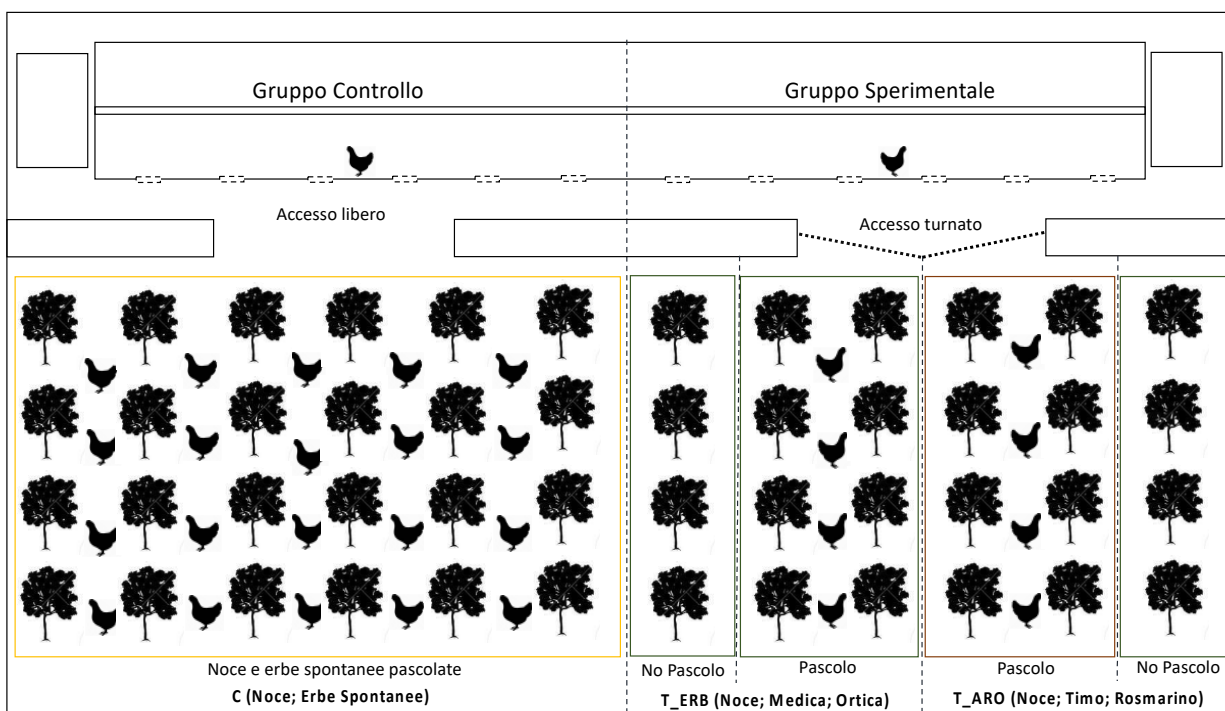 Gruppo Controllo
Gruppo Sperimentale
Accesso libero
Accesso turnato
Noce e erbe spontanee pascolate
No Pascolo
Pascolo
Pascolo
No Pascolo
C (Noce; Erbe Spontanee)
T_ERB (Noce; Medica; Ortica)
T_ARO (Noce; Timo; Rosmarino)